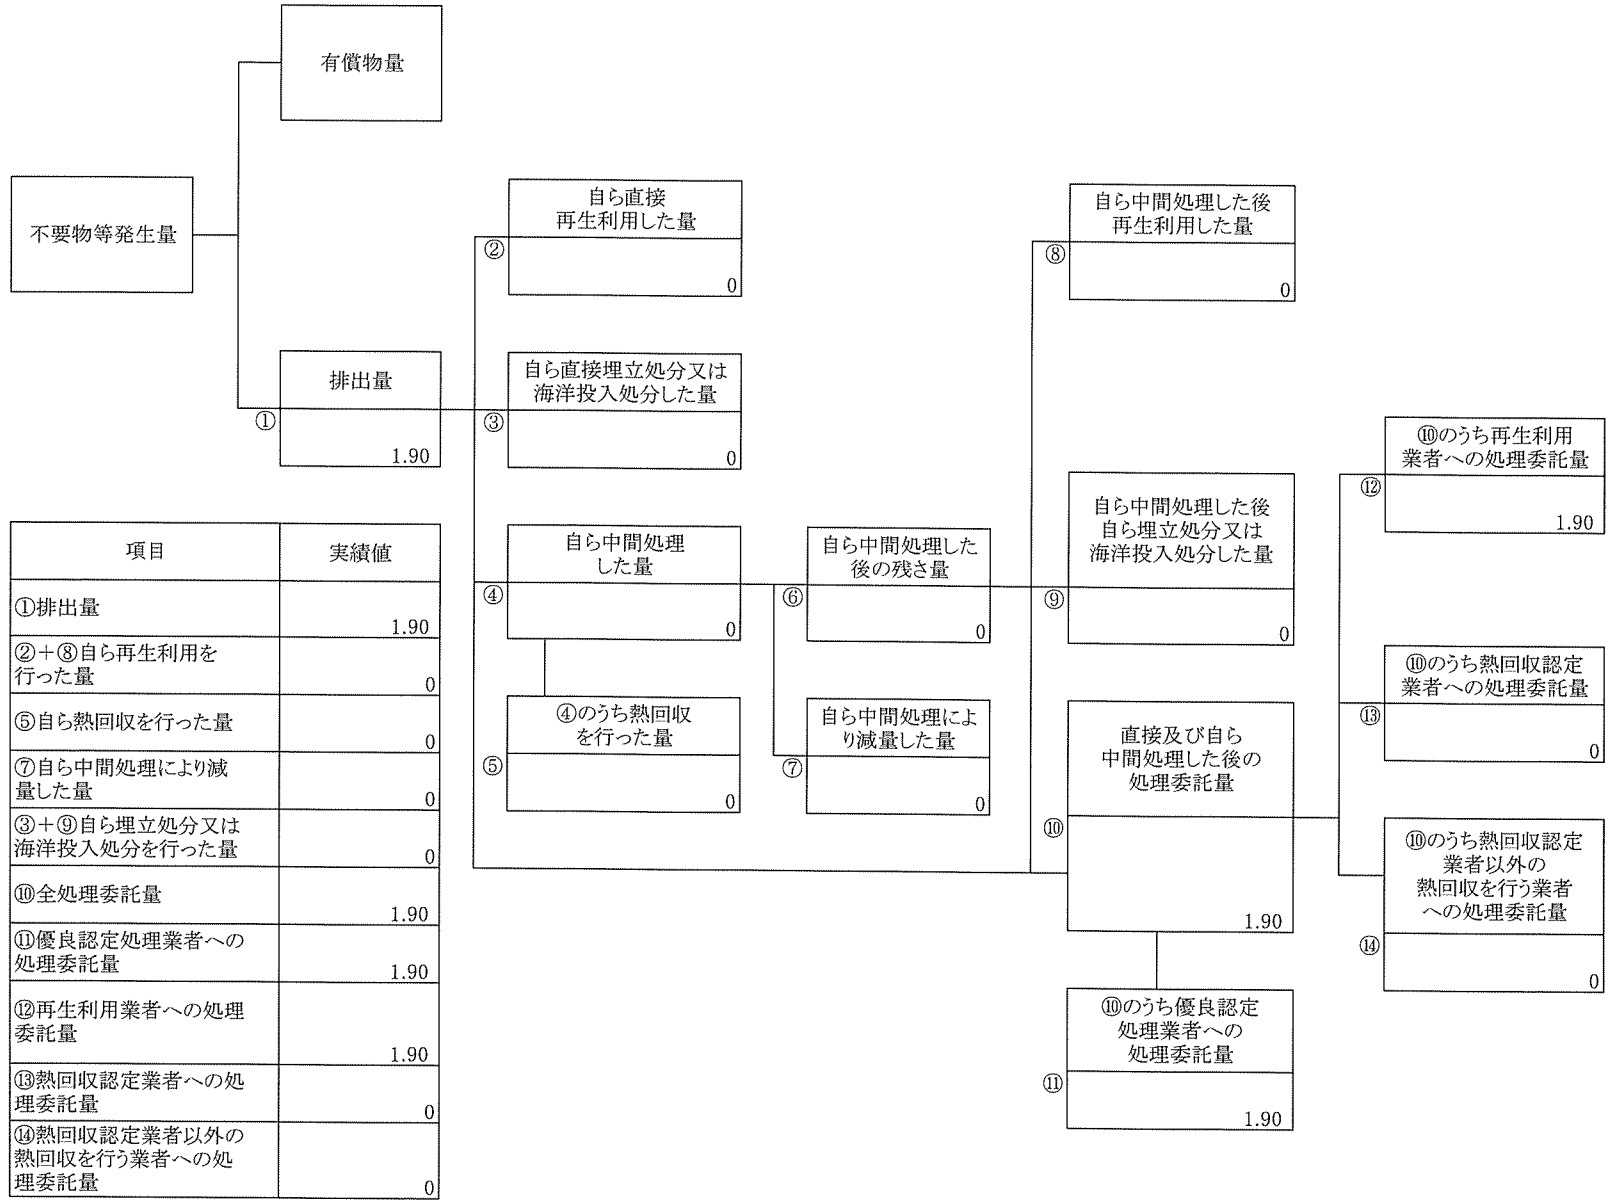 有償物量
不要物等発生量
排出量
①
1.90
自ら直接
再生利用した量
②
0
自ら直接埋立処分又は
海洋投入処分した量
③
0
自ら中間処理
した量
④
0
④のうち熱回収
を行った量
⑤
0
自ら中間処理した
後の残さ量
⑥
0
自ら中間処理によ
り減量した量
⑦
0
自ら中間処理した後
再生利用した量
⑧
0
自ら中間処理した後
自ら埋立処分又は
海洋投入処分した量
⑨
0
直接及び自ら
中間処理した後の
処理委託量
⑩
1.90
⑩のうち優良認定
処理業者への
処理委託量
⑪
1.90
⑩のうち再生利用
業者への処理委託量
⑫
1.90
⑩のうち熱回収認定
業者への処理委託量
⑬
0
⑩のうち熱回収認定
業者以外の
熱回収を行う業者
への処理委託量
⑭
0
項目 実績値
①排出量
1.90
②＋⑧自ら再生利用を
行った量
0
⑤自ら熱回収を行った量
0
⑦自ら中間処理により減
量した量
0
③＋⑨自ら埋立処分又は
海洋投入処分を行った量
0
⑩全処理委託量
1.90
⑪優良認定処理業者への
処理委託量
1.90
⑫再生利用業者への処理
委託量
1.90
⑬熱回収認定業者への処
理委託量
0
⑭熱回収認定業者以外の
熱回収を行う業者への処
理委託量
0